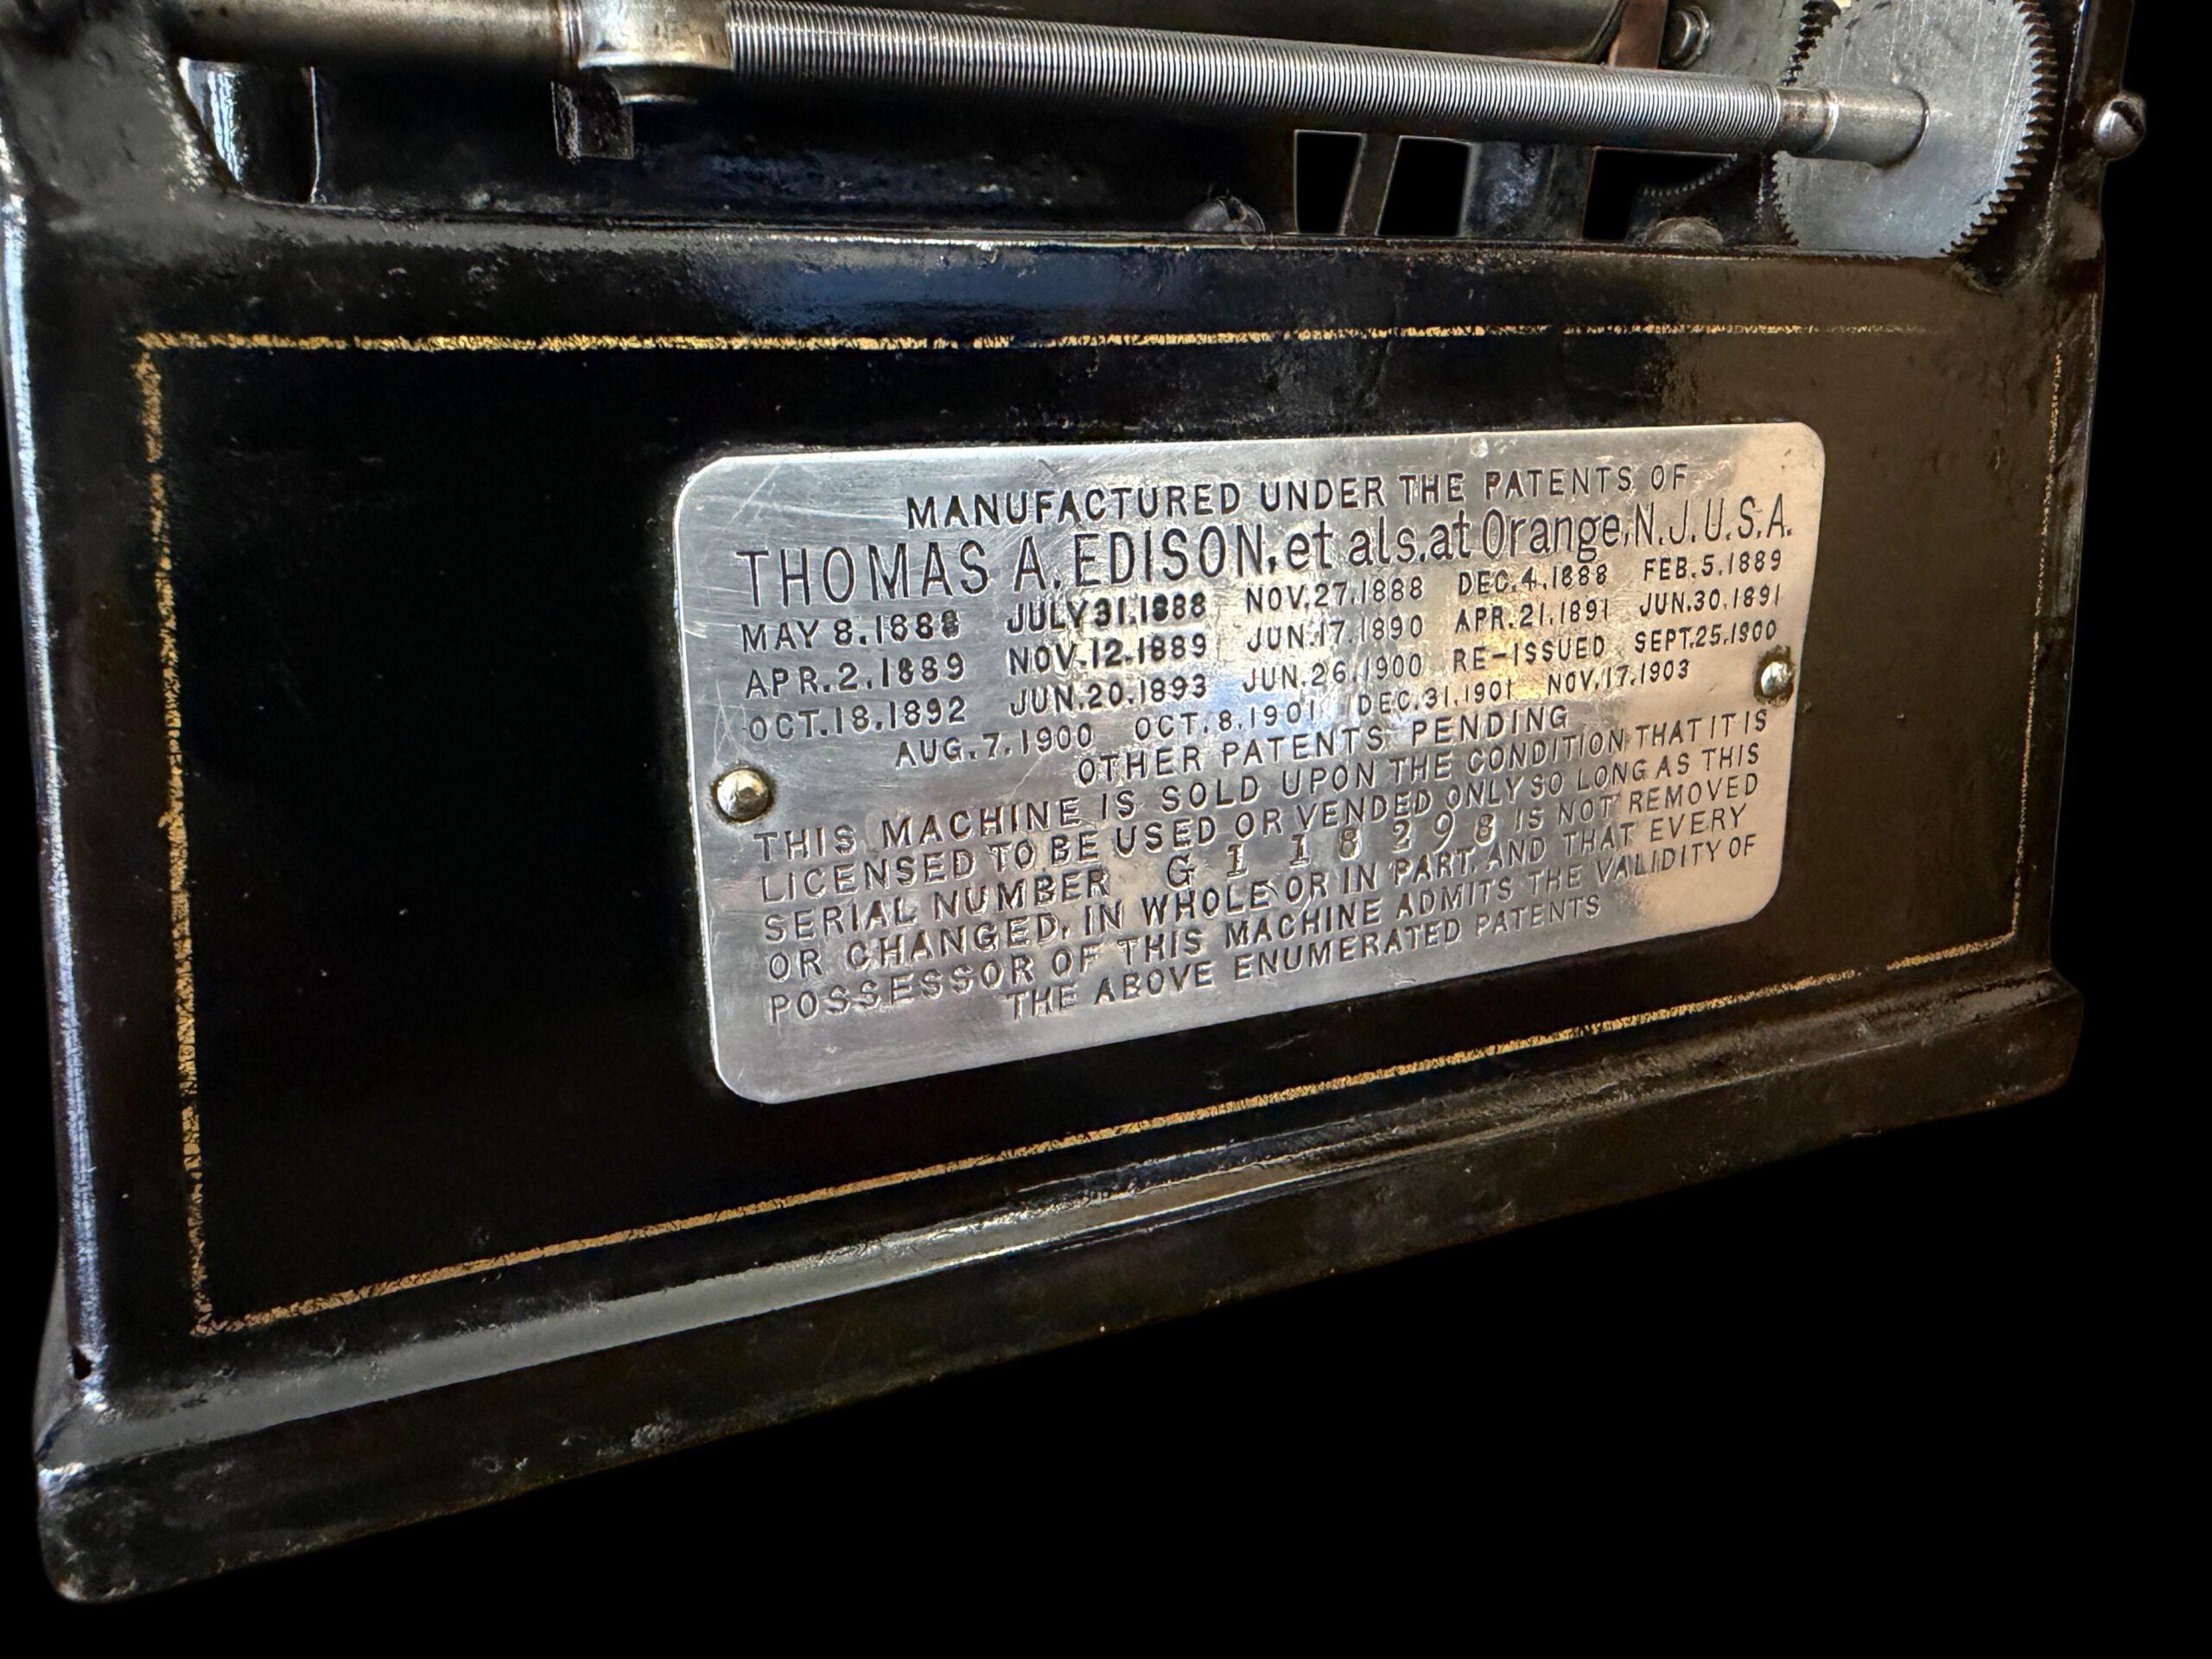 MANUFACTURED UNDER THE PATENTS OF
THOMAS A. EDISON, et als. at Orange, N.J. U.S.A.
MAY 8.1888 JULY 31.1888 NOV.27.1888 DEC.4.1888 FEB.5.1889
APR.2.1889 NOV.12.1889 JUN.17.1890 APR.21.1891 JUN.30.1891
OCT.18.1892 JUN.20.1893 JUN.26.1900 RE-ISSUED SEPT.25.1900
AUG.7.1900 OCT.8.1901 DEC.31.1901 NOV.17.1903
OTHER PATENTS PENDING
THIS MACHINE IS SOLD UPON THE CONDITION THAT IT IS
LICENSED TO BE USED OR VENDED ONLY SO LONG AS THIS
SERIAL NUMBER G 1 18298 IS NOT REMOVED
OR CHANGED, IN WHOLE OR IN PART, AND THAT EVERY
POSSESSOR OF THIS MACHINE ADMITS THE VALIDITY OF
THE ABOVE ENUMERATED PATENTS